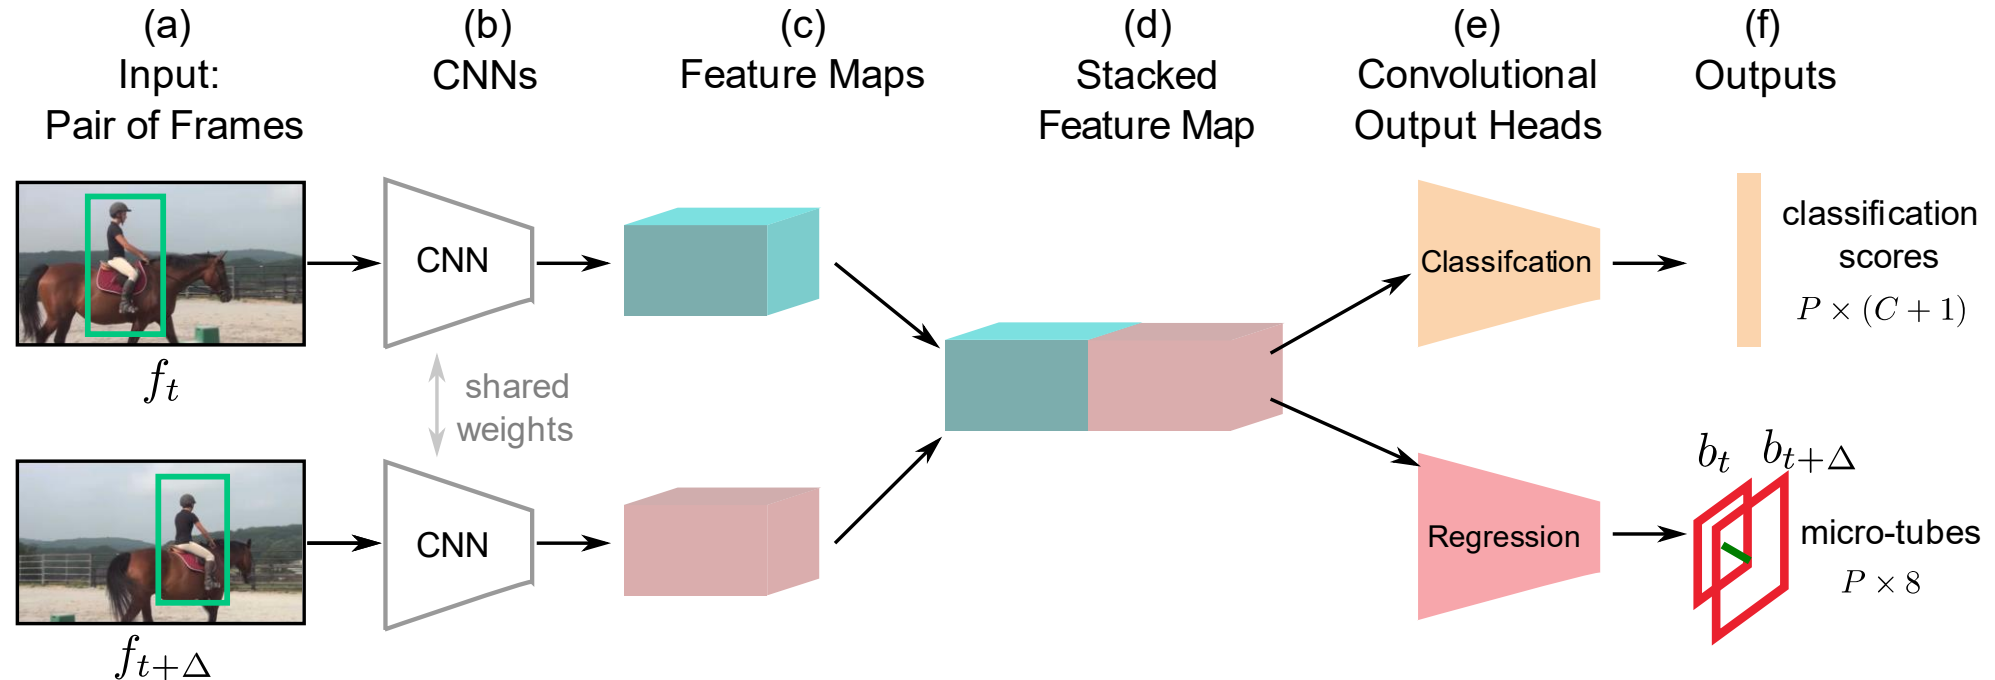 (a)
Input:
Pair of Frames
(b)
CNNs
(c)
Feature Maps
(d)
Stacked
Feature Map
(e)
Convolutional
Output Heads
(f)
Outputs
CNN
Classifcation
classification
scores
P × (C + 1)
f_t
shared
weights
b_t
b_{t+Δ}
CNN
Regression
micro-tubes
P × 8
f_{t+Δ}